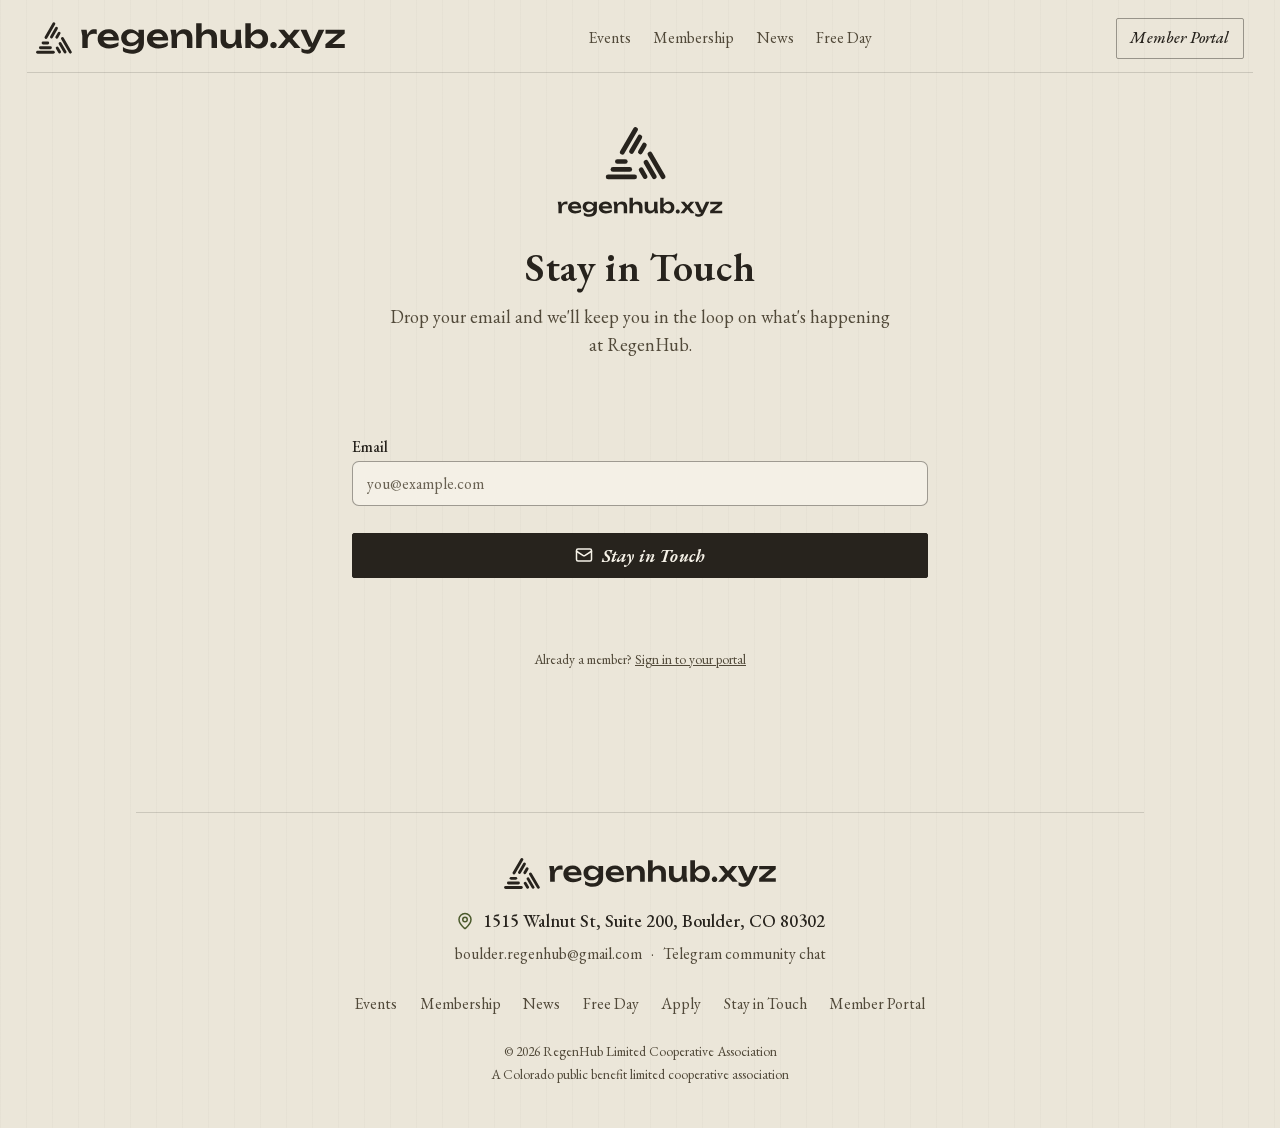 regenhub.xyz
Events
Membership
News
Free Day
Member Portal
regenhub.xyz
Stay in Touch
Drop your email and we'll keep you in the loop on what's happening
at RegenHub.
Email
you@example.com
Stay in Touch
Already a member? Sign in to your portal
regenhub.xyz
1515 Walnut St, Suite 200, Boulder, CO 80302
boulder.regenhub@gmail.com · Telegram community chat
Events
Membership
News
Free Day
Apply
Stay in Touch
Member Portal
© 2026 RegenHub Limited Cooperative Association
A Colorado public benefit limited cooperative association